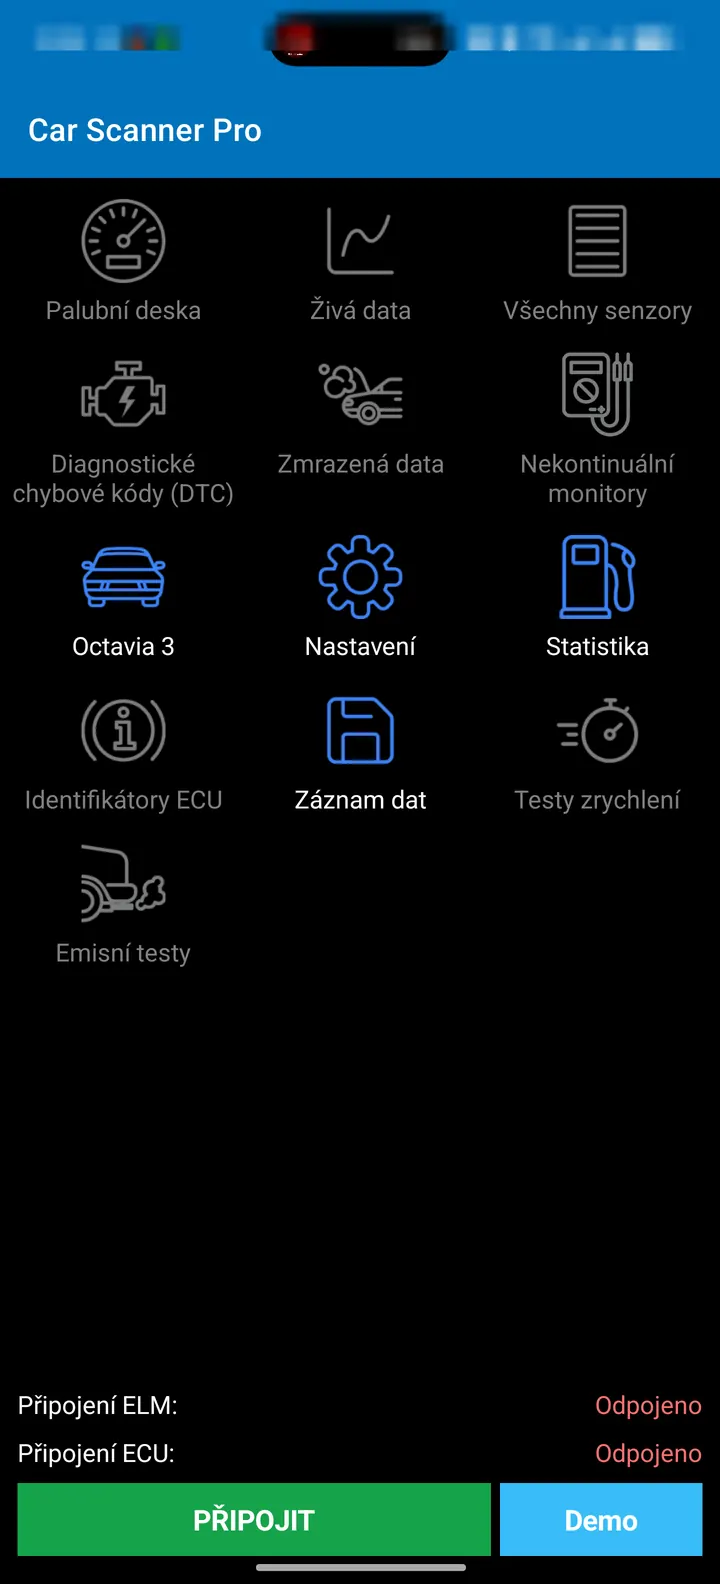 Car Scanner Pro
Palubní deska
Živá data
Všechny senzory
Diagnostické
chybové kódy (DTC)
Zmrazená data
Nekontinuální
monitory
Octavia 3
Nastavení
Statistika
Identifikátory ECU
Záznam dat
Testy zrychlení
Emisní testy
Připojení ELM: Odpojeno
Připojení ECU: Odpojeno
PŘIPOJIT
Demo